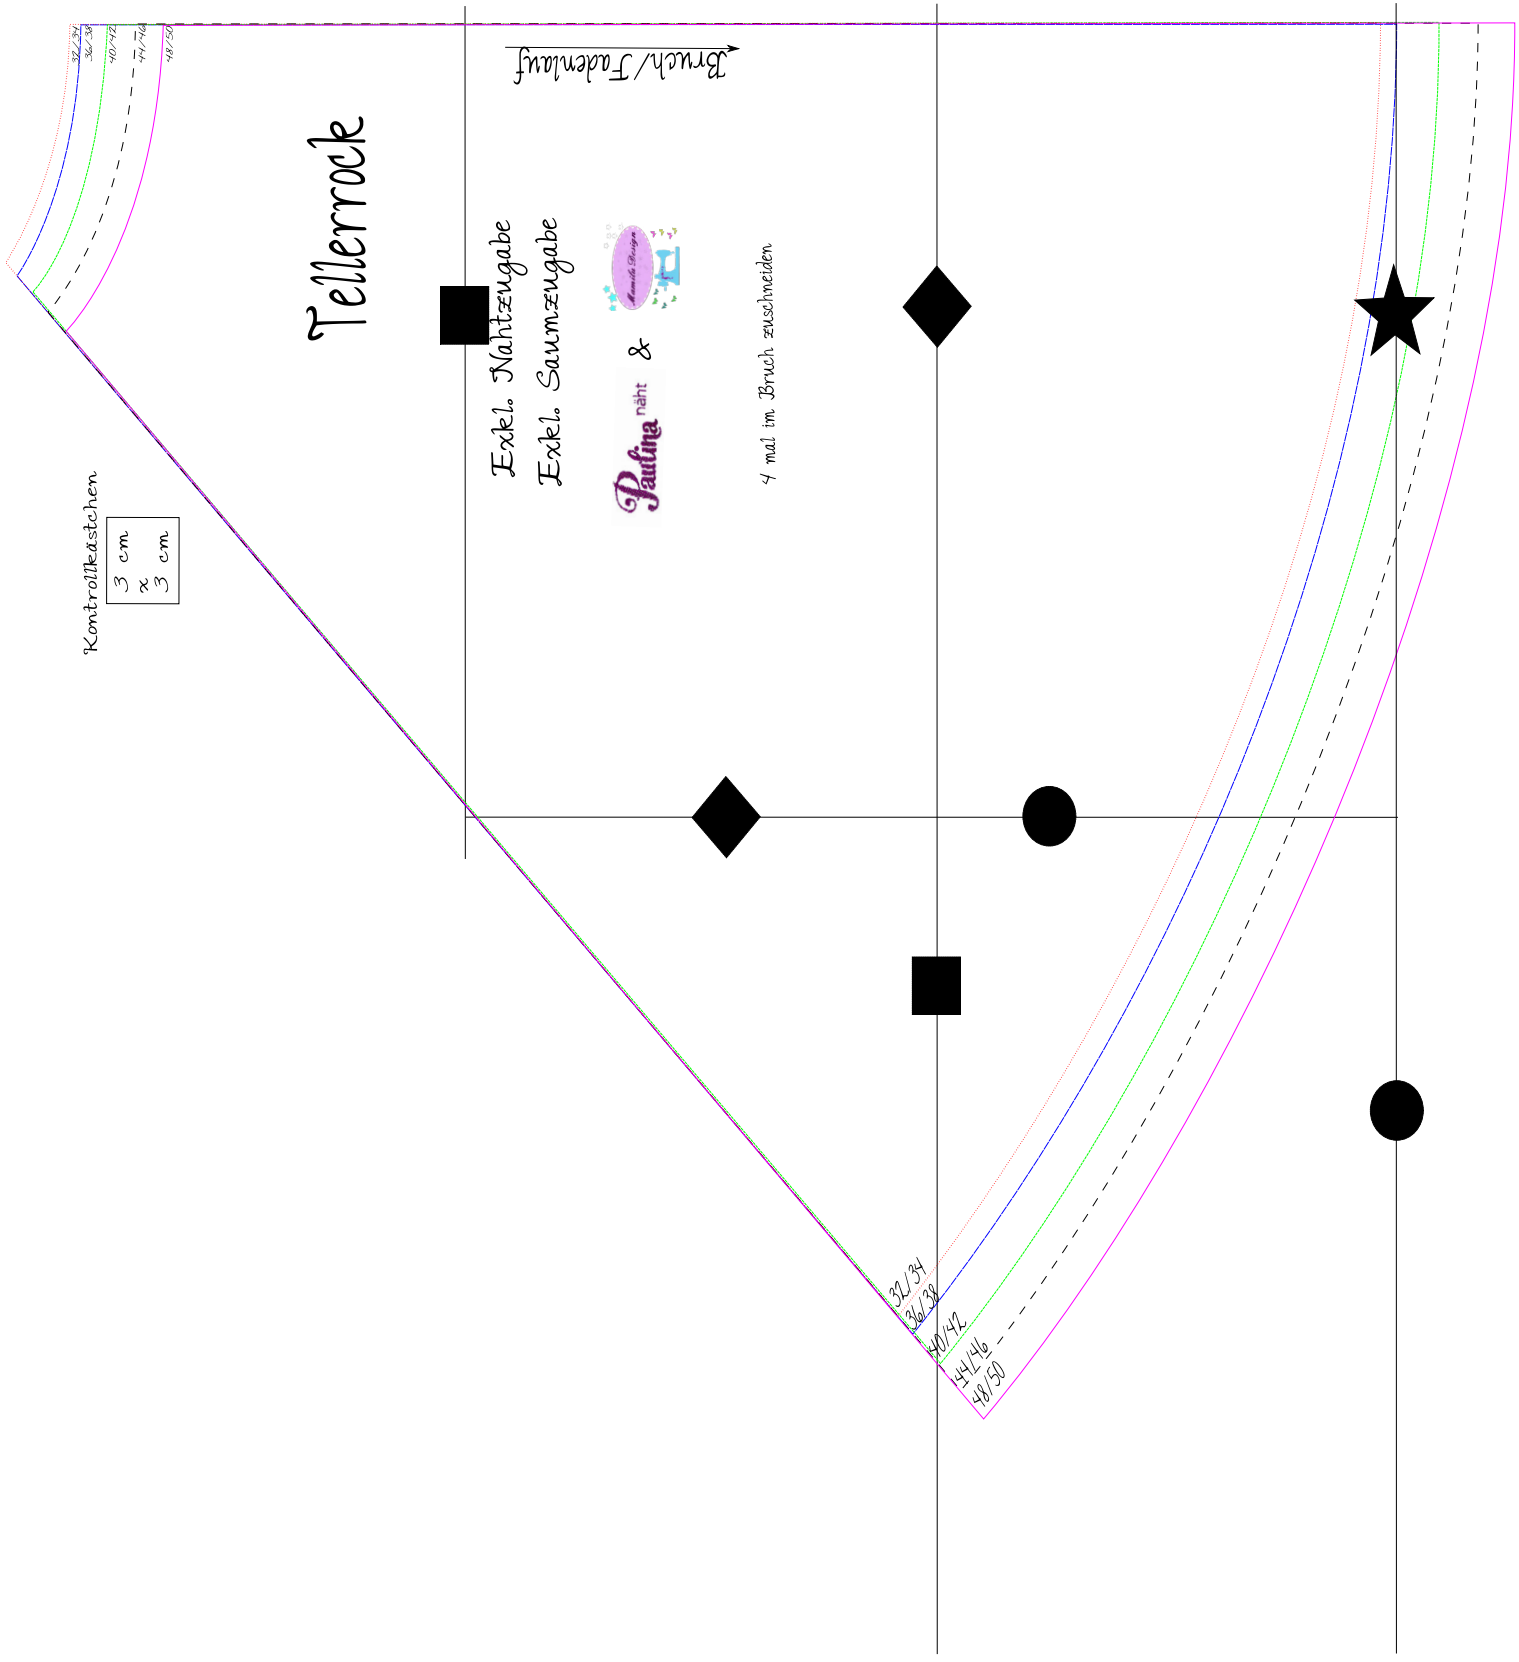 32/34
36/38
40/42
44/46
48/50
Bruch/Fadenlauf
Tellerrock
Exkl. Nahtzugabe
Exkl. Saumzugabe
Paulina näht
&
Mamila Design
4 mal im Bruch zuschneiden
Kontrollkästchen
3 cm
x
3 cm
32/34
36/38
40/42
44/46
48/50